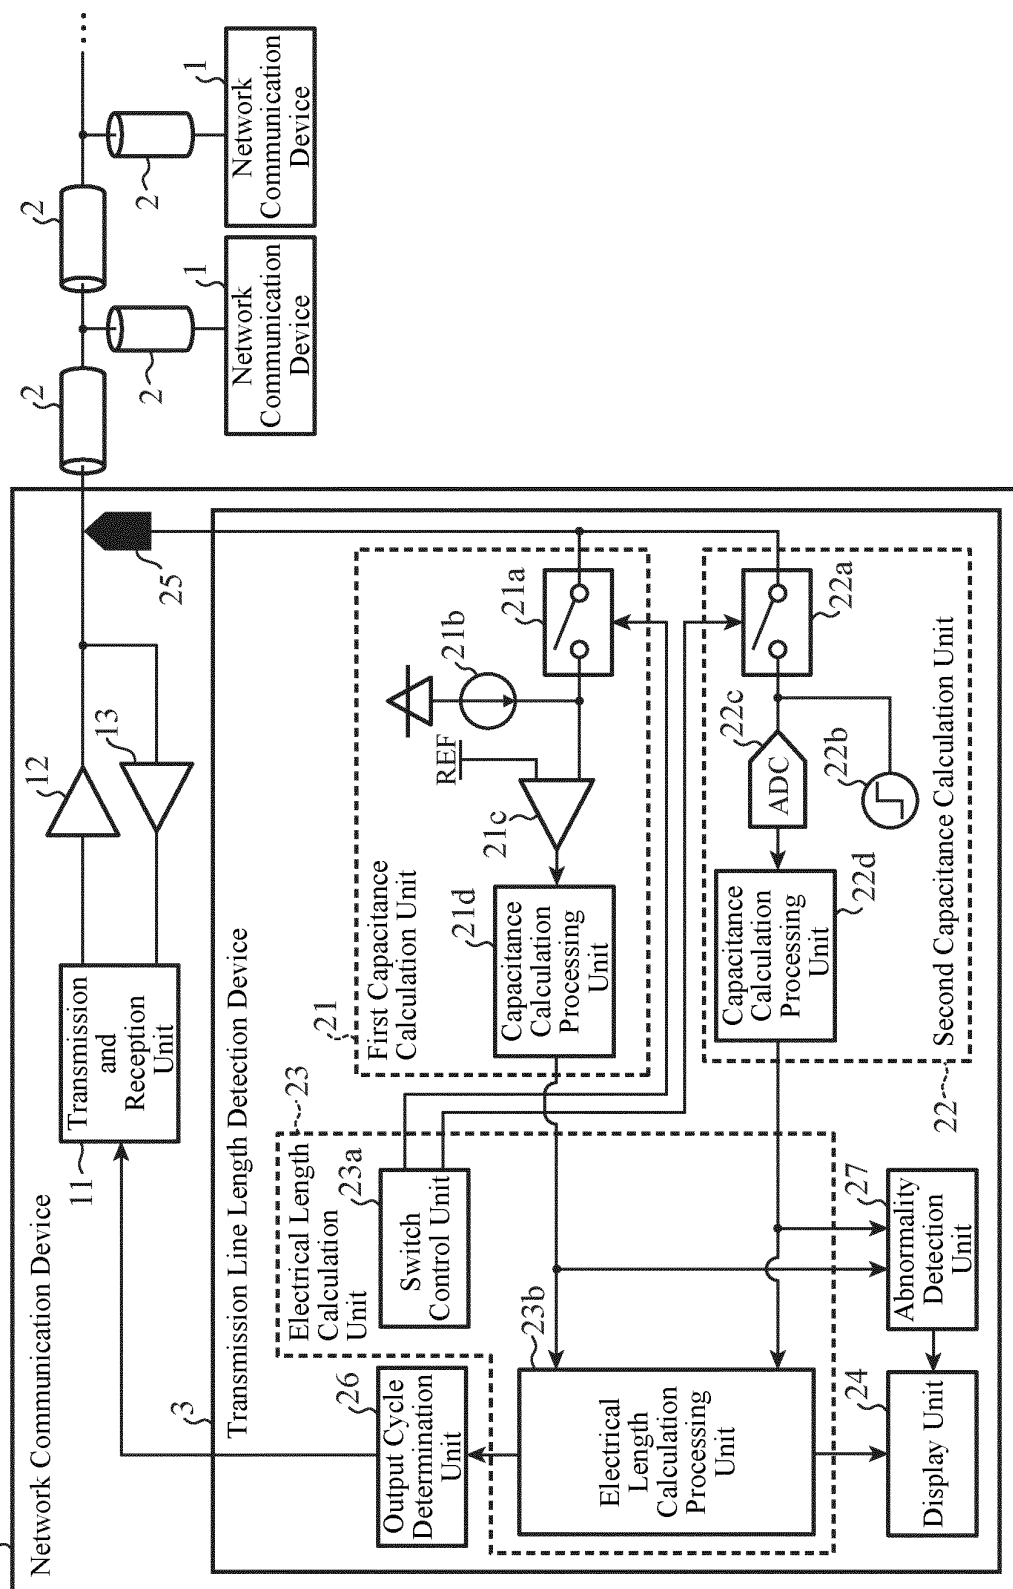 Network Communication Device
11
Transmission
and
Reception
Unit
12
13
25
2
2
2
2
1
Network
Communication
Device
1
Network
Communication
Device
3
Transmission Line Length Detection Device
21
First Capacitance
Calculation Unit
21d
Capacitance
Calculation
Processing
Unit
21c
REF
21b
21a
23
Electrical Length
Calculation
Unit
23a
Switch
Control Unit
26
Output Cycle
Determination
Unit
23b
Electrical
Length
Calculation
Processing
Unit
22d
Capacitance
Calculation
Processing
Unit
22c
ADC
22b
22a
22
Second Capacitance Calculation Unit
27
Abnormality
Detection
Unit
24
Display Unit